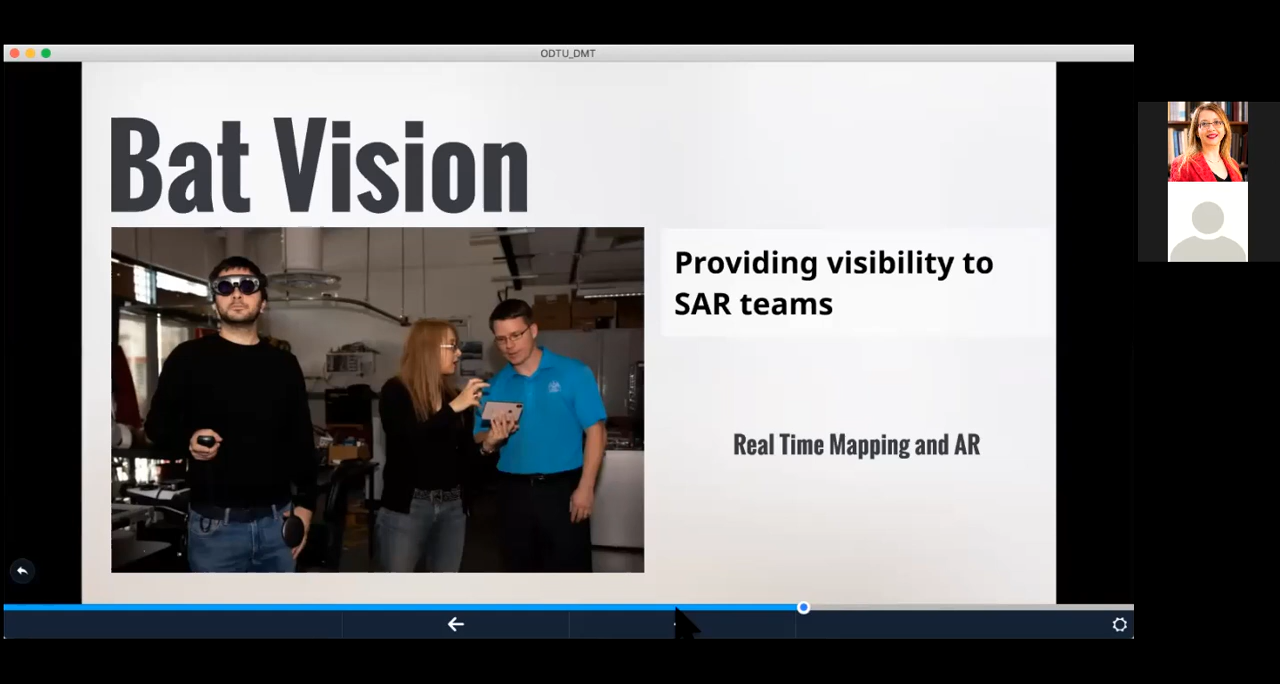 ODTU_DMT
Bat Vision
Providing visibility to
SAR teams
Real Time Mapping and AR